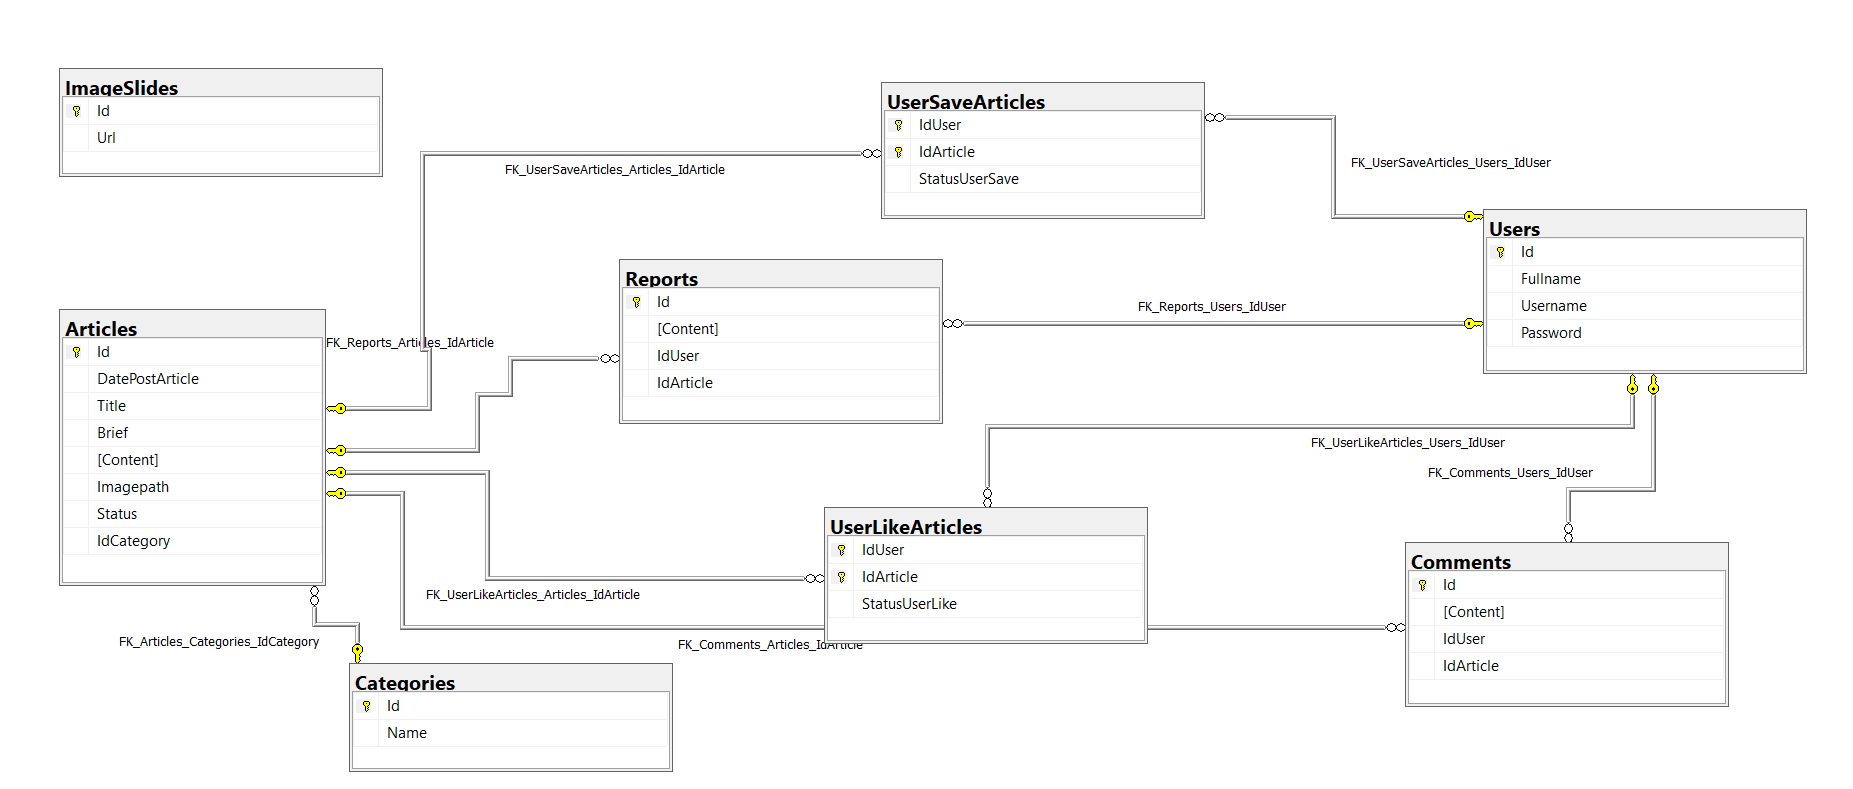 ImageSlides
Id
Url
UserSaveArticles
IdUser
IdArticle
StatusUserSave
FK_UserSaveArticles_Articles_IdArticle
FK_UserSaveArticles_Users_IdUser
Users
Id
Fullname
Username
Password
Reports
Id
[Content]
IdUser
IdArticle
FK_Reports_Users_IdUser
Articles
Id
DatePostArticle
Title
Brief
[Content]
Imagepath
Status
IdCategory
FK_Reports_Articles_IdArticle
FK_UserLikeArticles_Users_IdUser
FK_Comments_Users_IdUser
UserLikeArticles
IdUser
IdArticle
StatusUserLike
FK_UserLikeArticles_Articles_IdArticle
Comments
Id
[Content]
IdUser
IdArticle
FK_Comments_Articles_IdArticle
FK_Articles_Categories_IdCategory
Categories
Id
Name